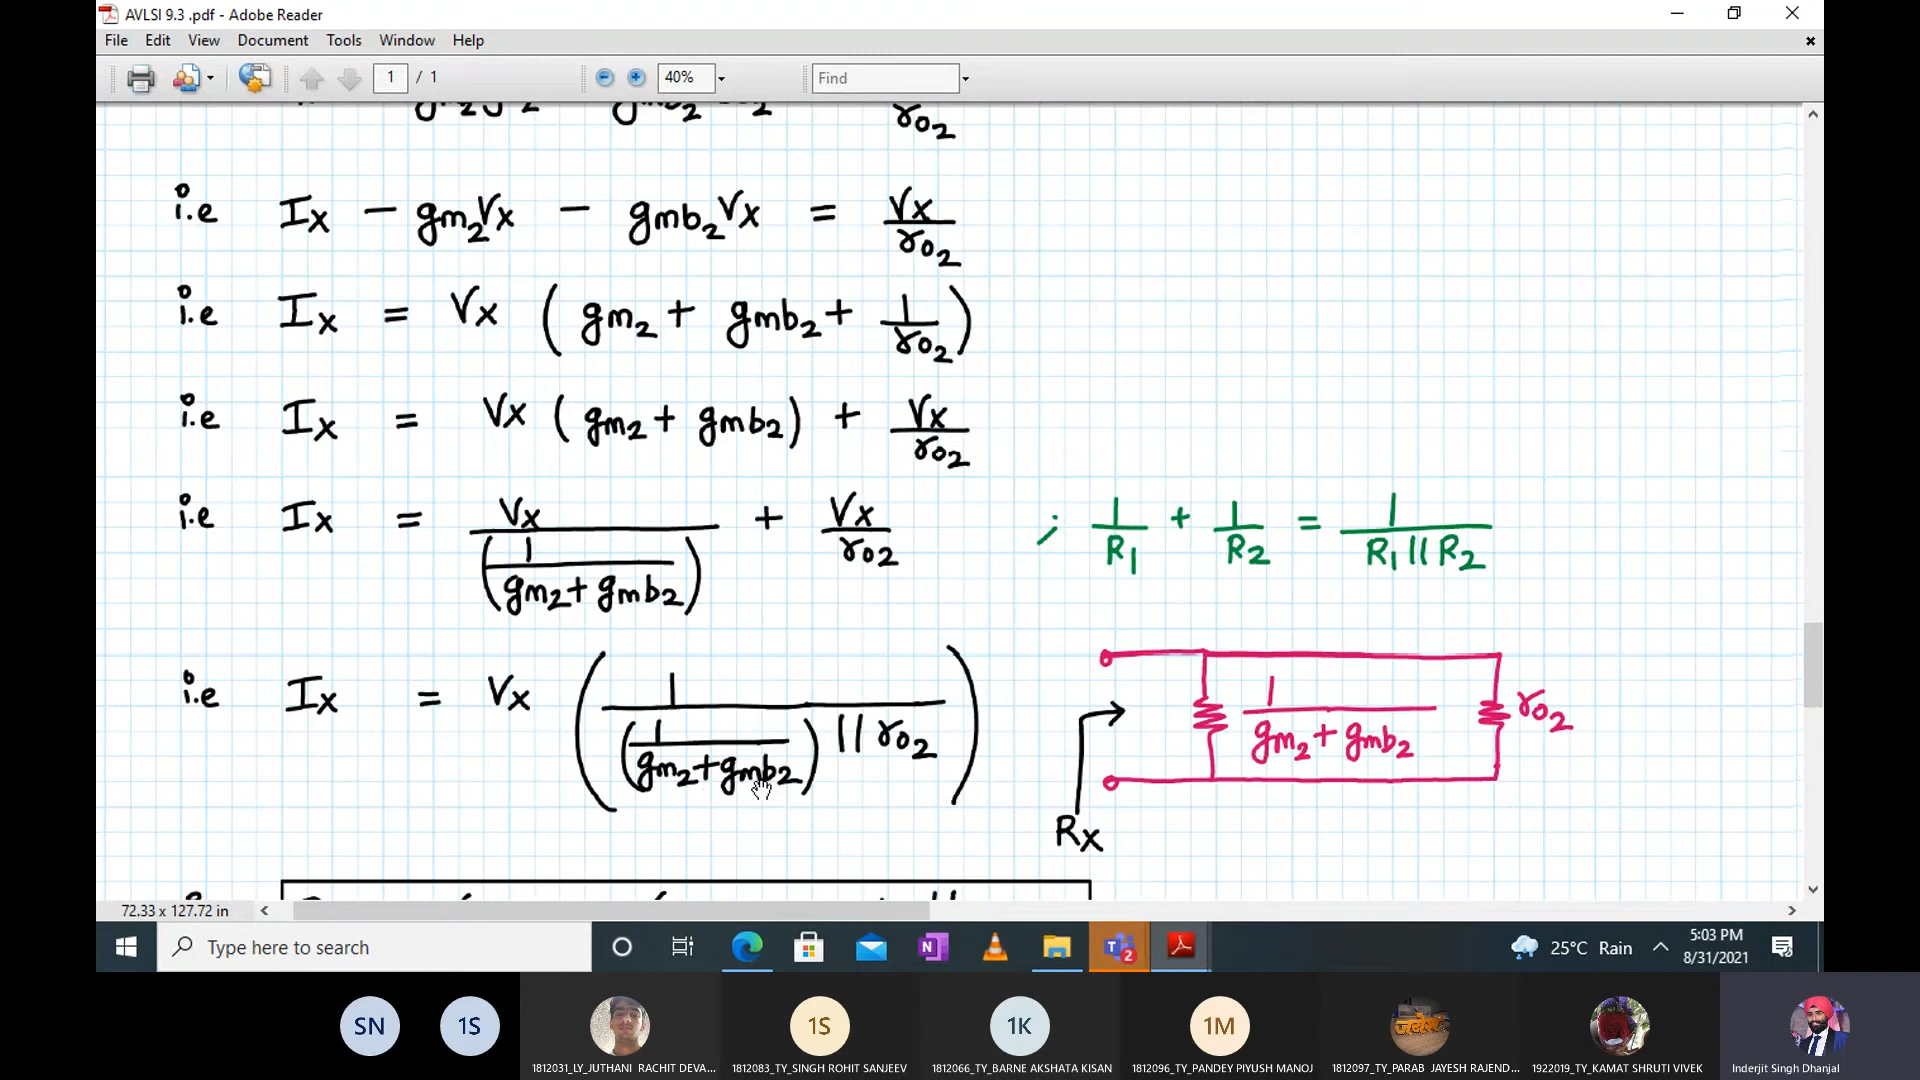 AVLSI 9.3 .pdf - Adobe Reader
File Edit View Document Tools Window Help
1 / 1 40% Find
ro2
i.e Ix - gm2Vx - gmb2Vx = Vx/ro2
i.e Ix = Vx (gm2 + gmb2 + 1/ro2)
i.e Ix = Vx (gm2 + gmb2) + Vx/ro2
i.e Ix = Vx/(1/(gm2 + gmb2)) + Vx/ro2 ; 1/R1 + 1/R2 = 1/(R1 || R2)
i.e Ix = Vx (1/((1/(gm2 + gmb2)) || ro2))
1/(gm2 + gmb2) ro2
Rx
72.33 x 127.72 in
Type here to search
25°C Rain
5:03 PM
8/31/2021
2
SN 1S 1S 1K 1M
1812031_LY_JUTHANI RACHIT DEVA... 1812083_TY_SINGH ROHIT SANJEEV 1812066_TY_BARNE AKSHATA KISAN 1812096_TY_PANDEY PIYUSH MANOJ 1812097_TY_PARAB JAYESH RAJEND... 1922019_TY_KAMAT SHRUTI VIVEK Inderjit Singh Dhanjal